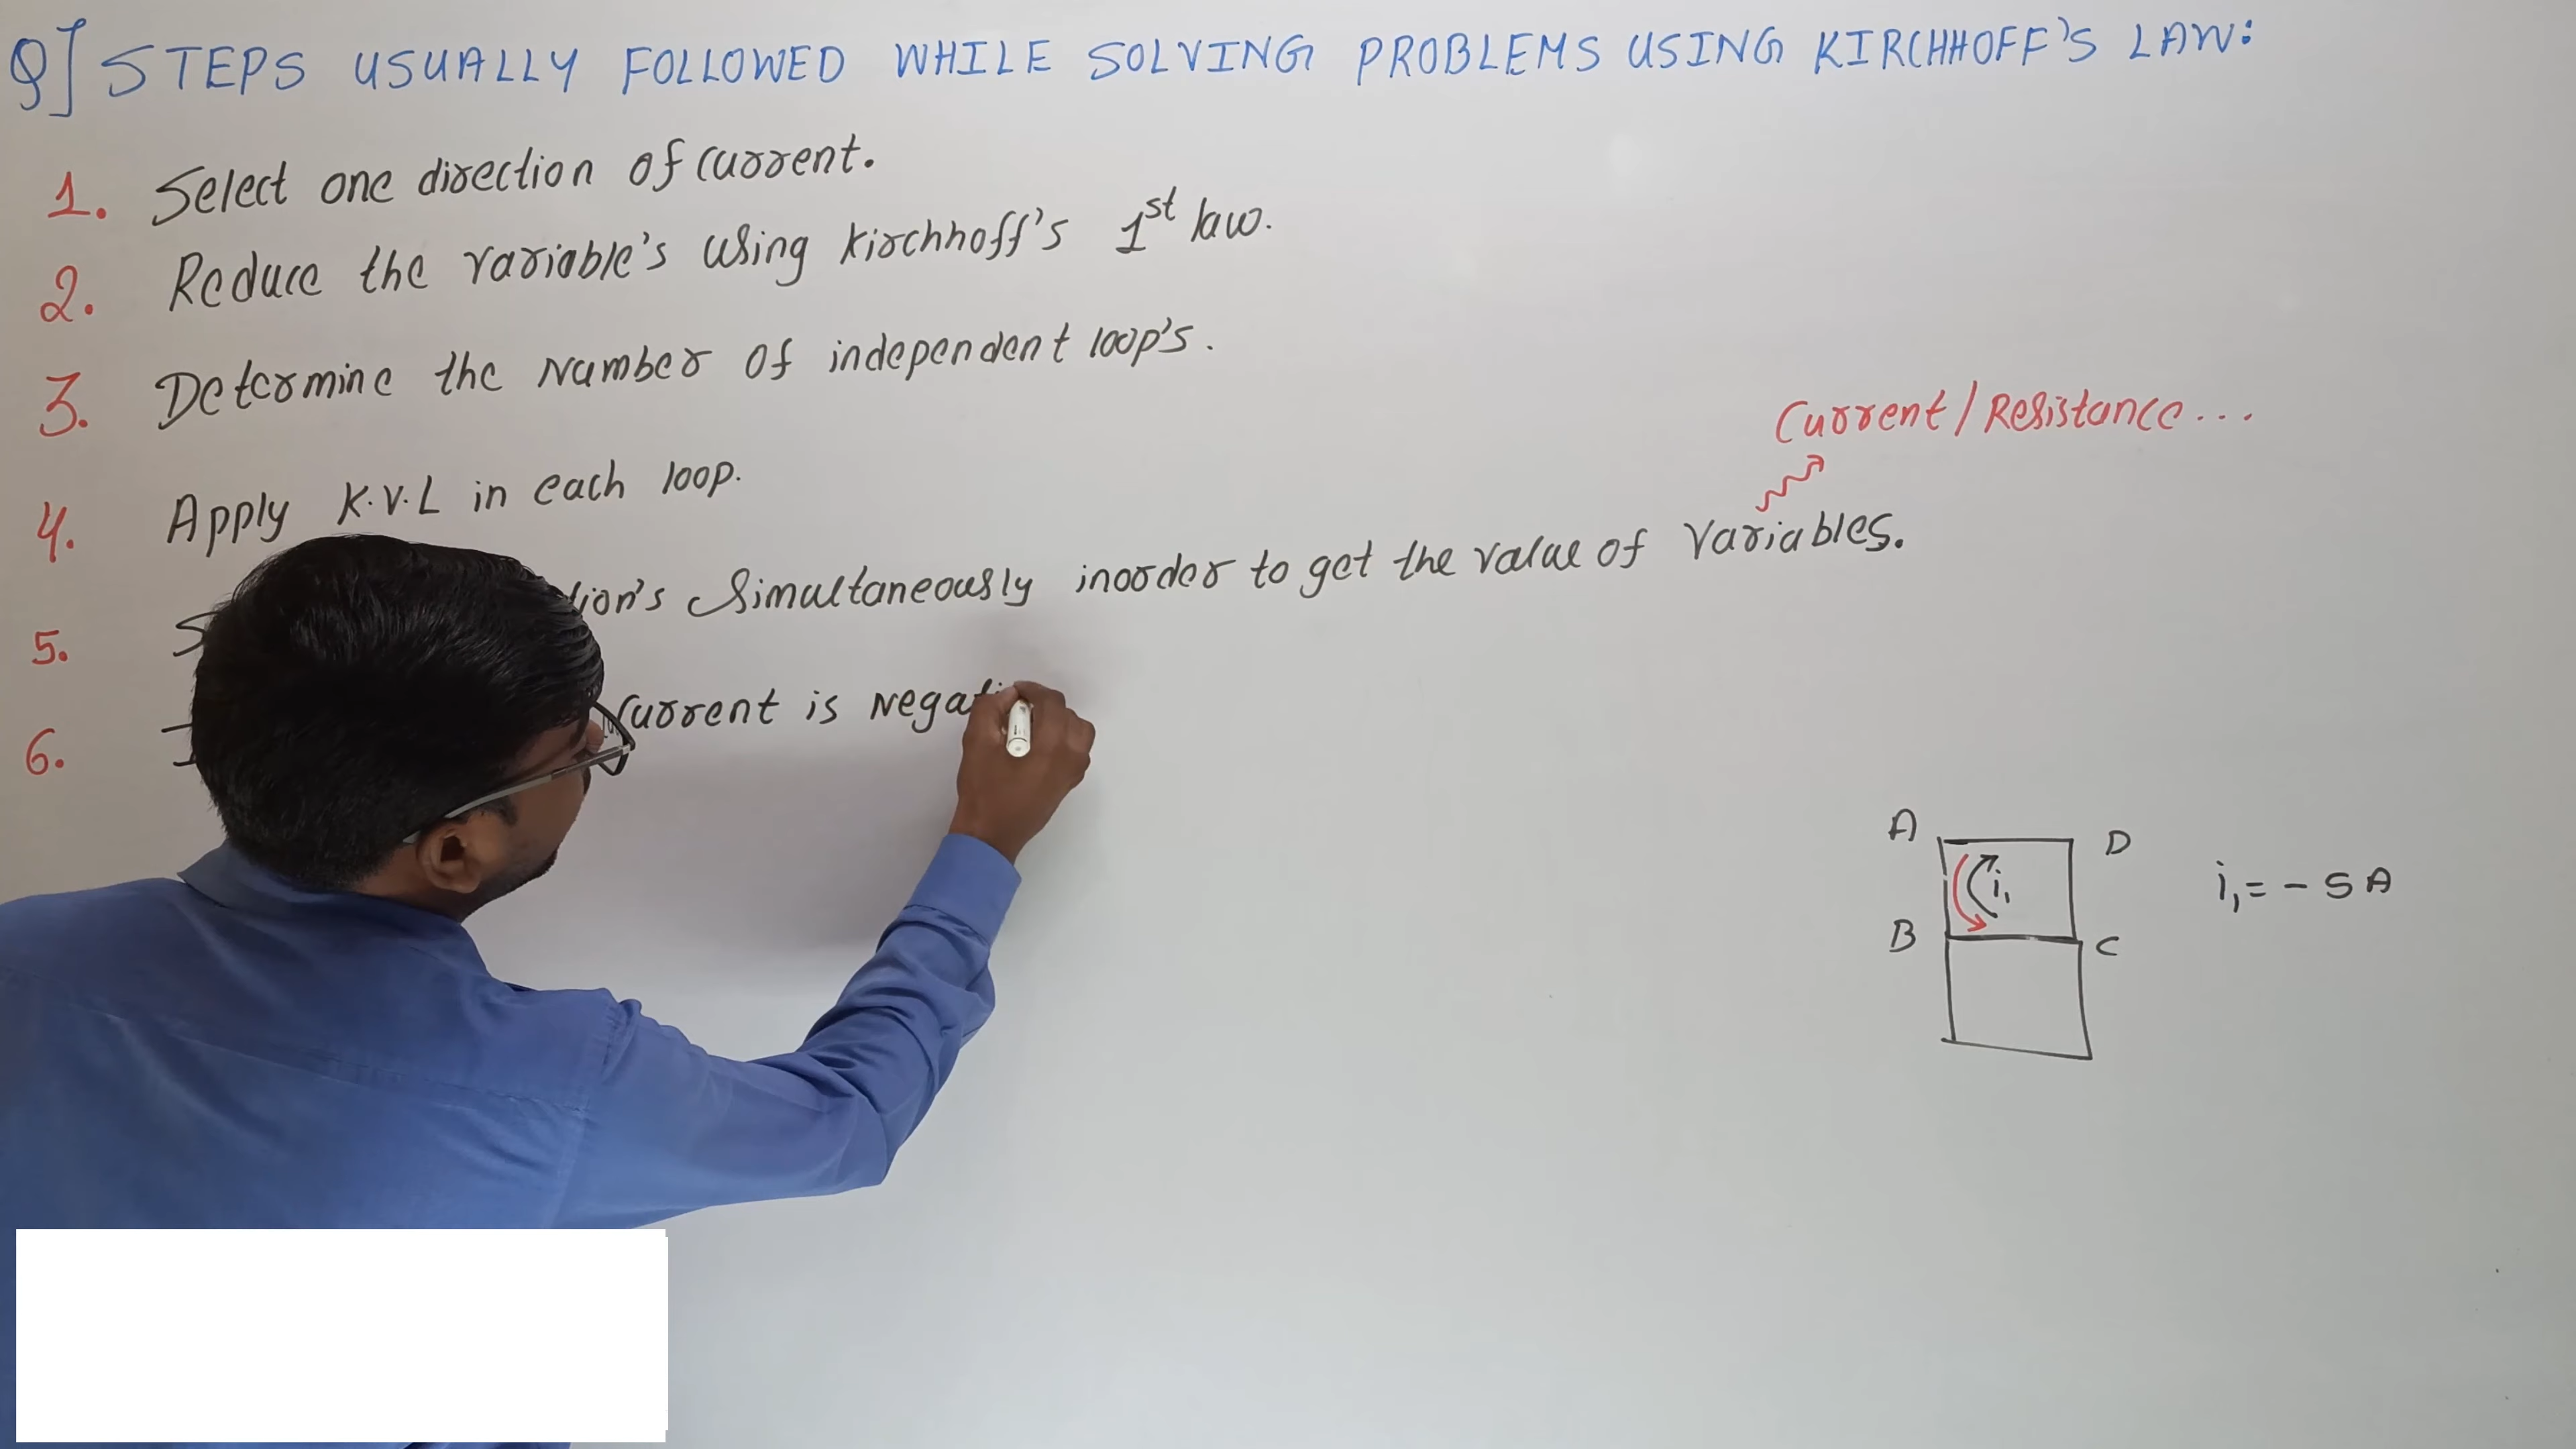 Q] STEPS USUALLY FOLLOWED WHILE SOLVING PROBLEMS USING KIRCHHOFF'S LAW:
1. Select one direction of current.
2. Reduce the variable's using kirchhoff's 1st law.
3. Determine the number of independent loop's.
4. Apply K.V.L in each loop.
Current/Resistance...
5. Simultaneously inorder to get the value of variables.
6. current is
A D
i₁
i₁ = - 5 A
B C